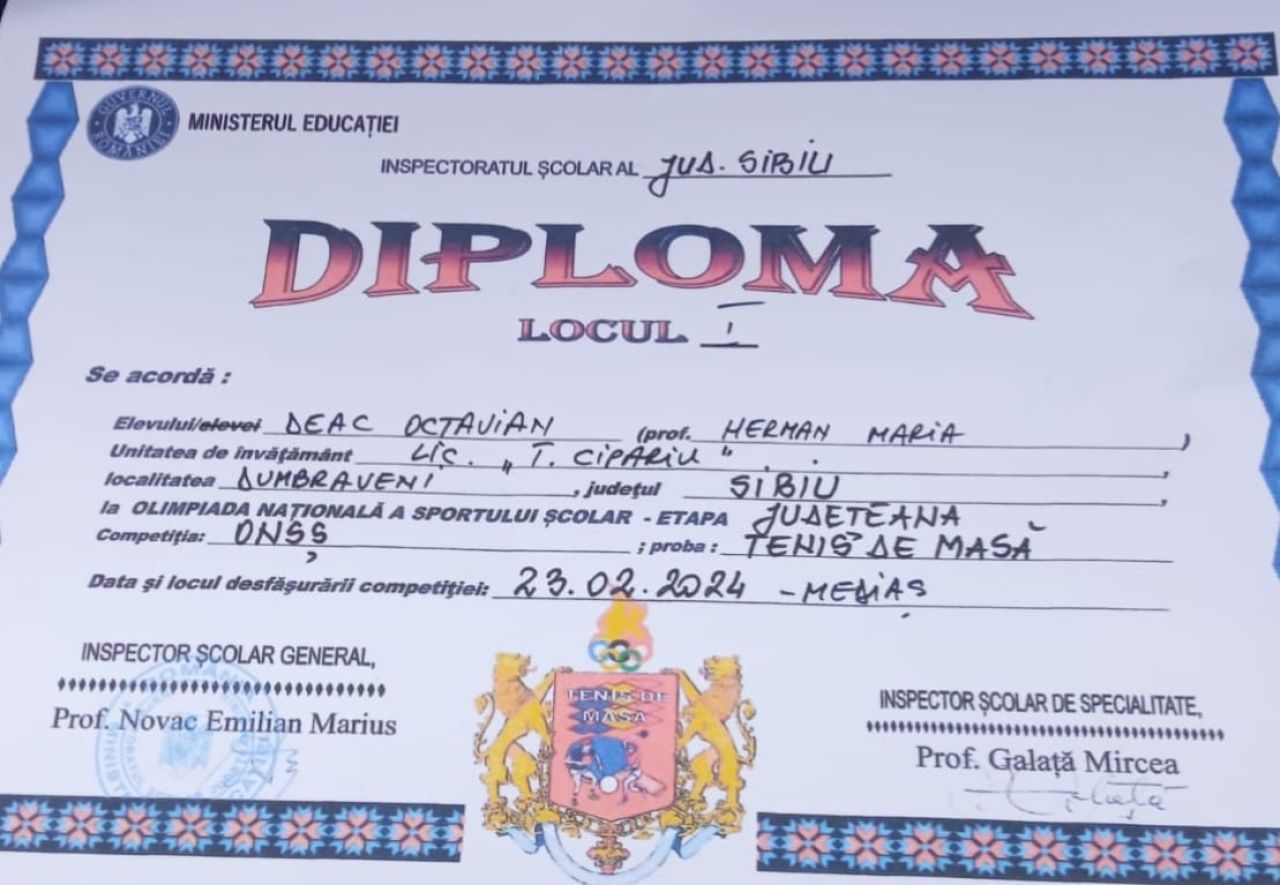 GUVERNUL ROMÂNIEI
MINISTERUL EDUCAȚIEI
INSPECTORATUL ȘCOLAR AL JUD. SIBIU
DIPLOMA
LOCUL I
Se acordă :
Elevului/elevei DEAC OCTAVIAN (prof. HERMAN MARIA )
Unitatea de învățământ LIC. "T. CIPARIU" ,
localitatea DUMBRAVENI , județul SIBIU ,
la OLIMPIADA NAȚIONALĂ A SPORTULUI ȘCOLAR - ETAPA JUDETEANA
Competiția: ONSS ; proba : TENIS DE MASĂ
Data și locul desfășurării competiției: 23.02.2024 - MEDIAȘ
INSPECTOR ȘCOLAR GENERAL,
Prof. Novac Emilian Marius
TENIS DE
MASA
INSPECTOR ȘCOLAR DE SPECIALITATE,
Prof. Galață Mircea